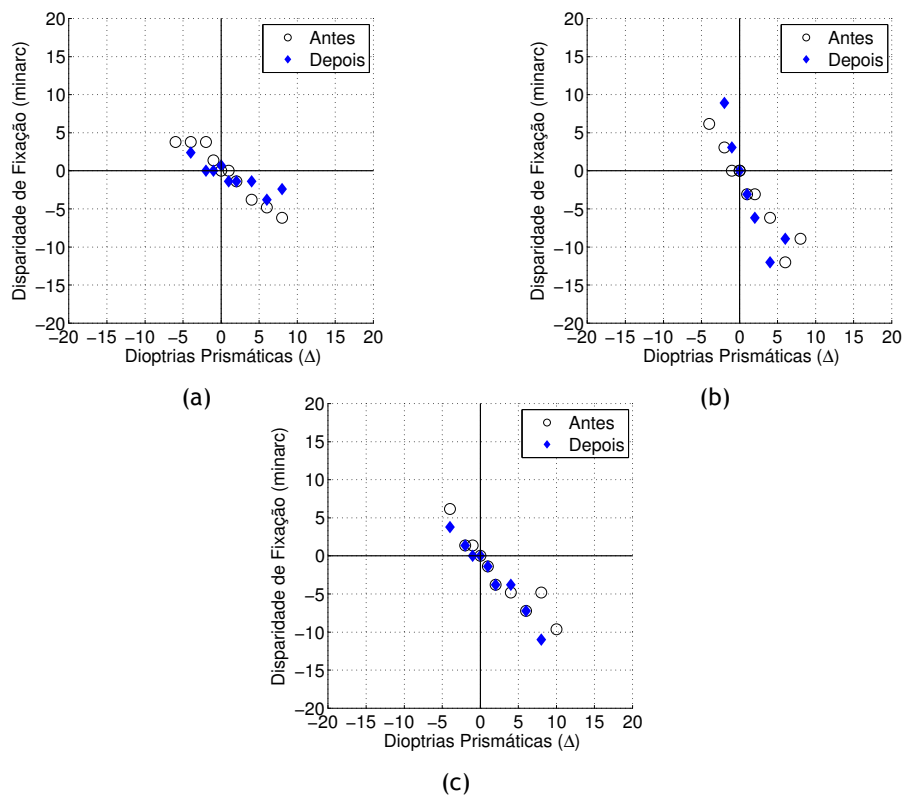 20
15
10
5
0
−5
−10
−15
−20
−20 −15 −10 −5 0 5 10 15 20
Disparidade de Fixação (minarc)
Dioptrias Prismáticas (Δ)
Antes
Depois
(a)
20
15
10
5
0
−5
−10
−15
−20
−20 −15 −10 −5 0 5 10 15 20
Disparidade de Fixação (minarc)
Dioptrias Prismáticas (Δ)
Antes
Depois
(b)
20
15
10
5
0
−5
−10
−15
−20
−20 −15 −10 −5 0 5 10 15 20
Disparidade de Fixação (minarc)
Dioptrias Prismáticas (Δ)
Antes
Depois
(c)